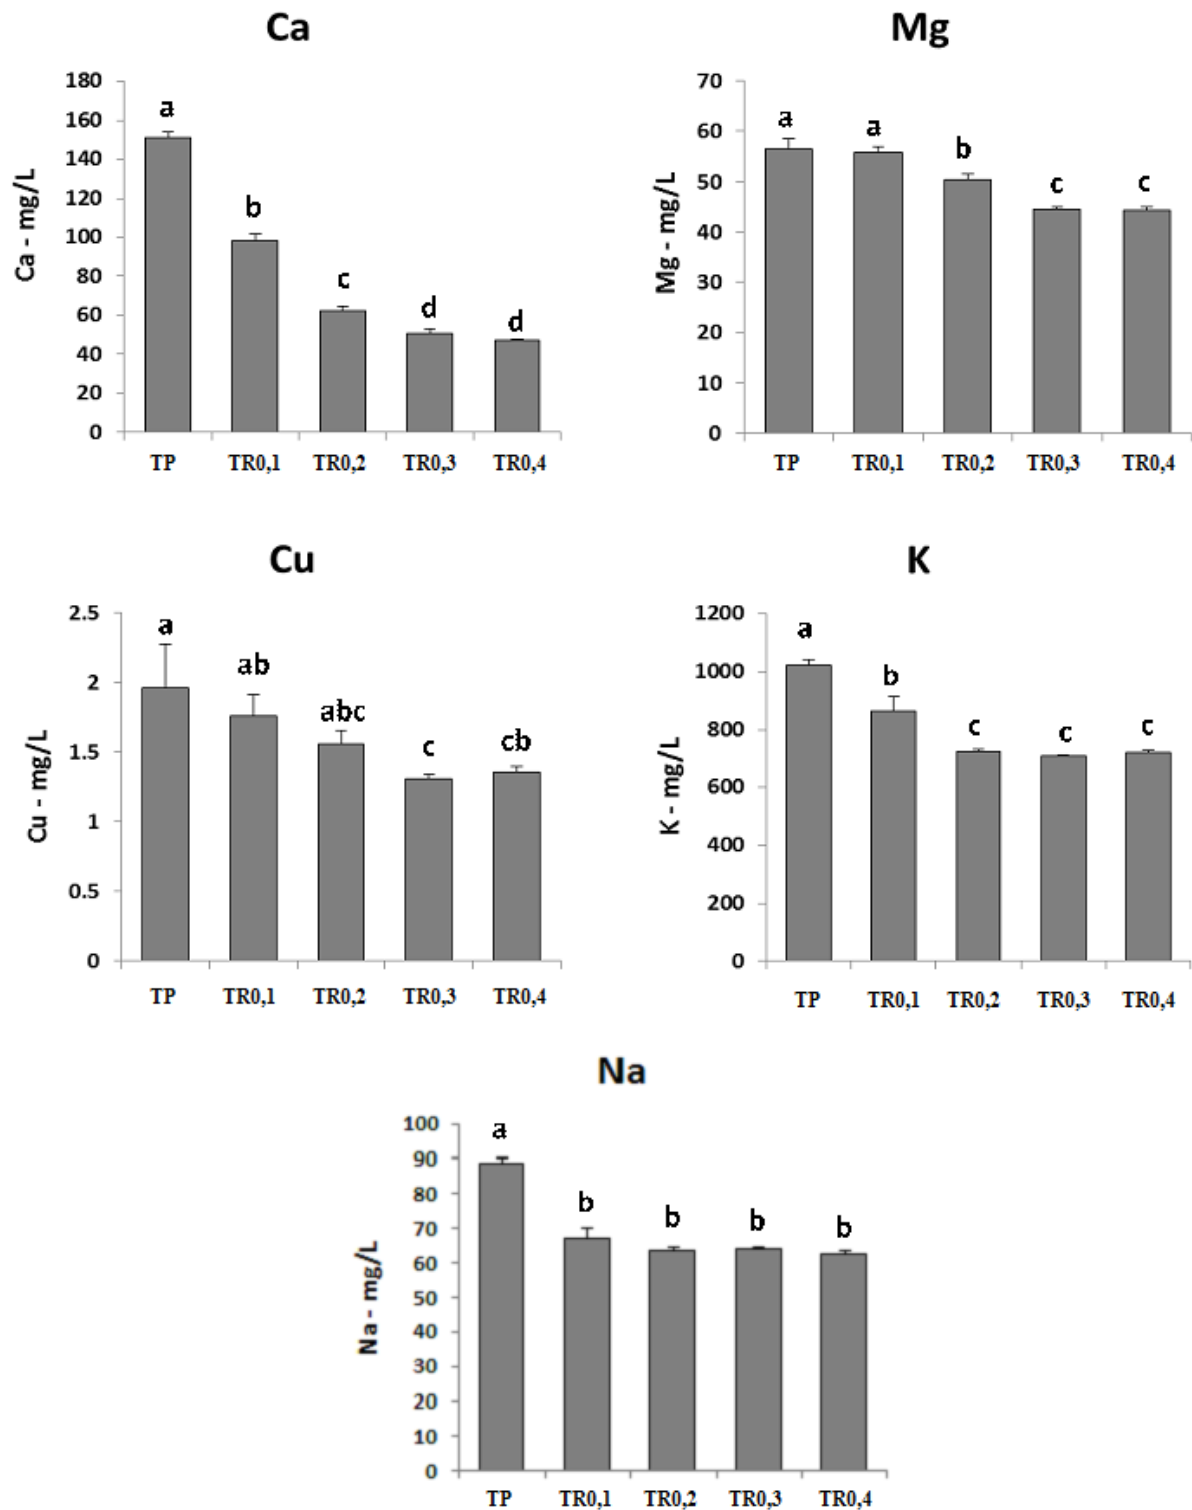 Ca
Ca - mg/L
180
160
140
120
100
80
60
40
20
0
a
b
c
d
d
TP TR0,1 TR0,2 TR0,3 TR0,4
Mg
Mg - mg/L
70
60
50
40
30
20
10
0
a
a
b
c
c
TP TR0,1 TR0,2 TR0,3 TR0,4
Cu
Cu - mg/L
2.5
2
1.5
1
0.5
0
a
ab
abc
c
cb
TP TR0,1 TR0,2 TR0,3 TR0,4
K
K - mg/L
1200
1000
800
600
400
200
0
a
b
c
c
c
TP TR0,1 TR0,2 TR0,3 TR0,4
Na
Na - mg/L
100
90
80
70
60
50
40
30
20
10
0
a
b
b
b
b
TP TR0,1 TR0,2 TR0,3 TR0,4